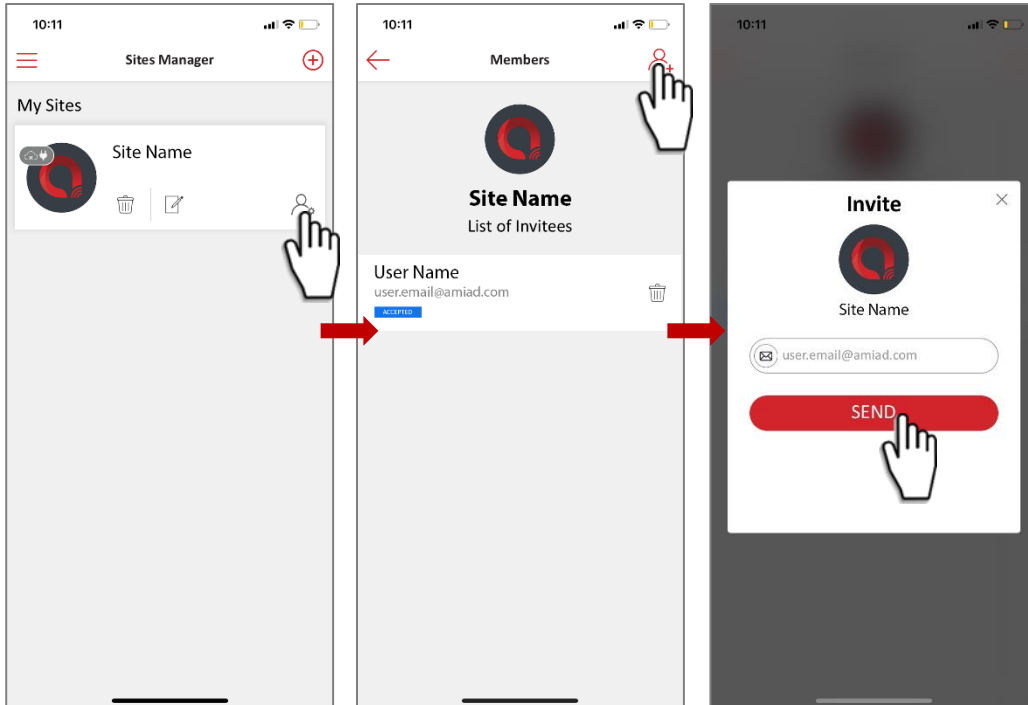 10:11
Sites Manager
My Sites
Site Name
10:11
Members
Site Name
List of Invitees
User Name
user.email@amiad.com
ACCEPTED
10:11
Invite
Site Name
user.email@amiad.com
SEND